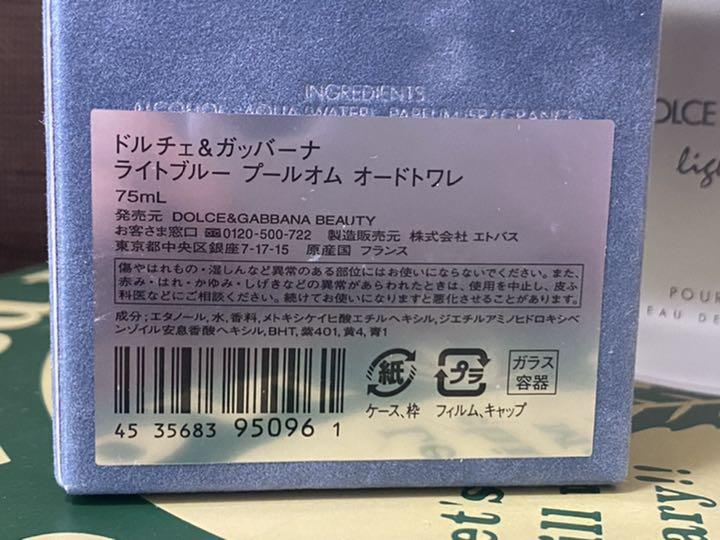 INGREDIENTS
ドルチェ&ガッバーナ
ライトブルー プールオム オードトワレ
75mL
発売元 DOLCE&GABBANA BEAUTY
お客さま窓口 0120-500-722 製造販売元 株式会社 エトバス
東京都中央区銀座7-17-15 原産国 フランス
傷やはれもの・湿しんなど異常のある部位にはお使いにならないでください。また、
赤み・はれ・かゆみ・しげきなどの異常があらわれたときは、使用を中止し、皮ふ
科医などにご相談ください。続けてお使いになりますと悪化させることがあります。
成分;エタノール,水,香料,メトキシケイヒ酸エチルヘキシル,ジエチルアミノヒドロキシベ
ンゾイル安息香酸ヘキシル,BHT,紫401,黄4,青1
紙
プラ
ガラス
容器
ケース、枠
フィルム、キャップ
4 535683 950961
OLCE
lig
POUR
EAU DE
Let's
ill
ary!!